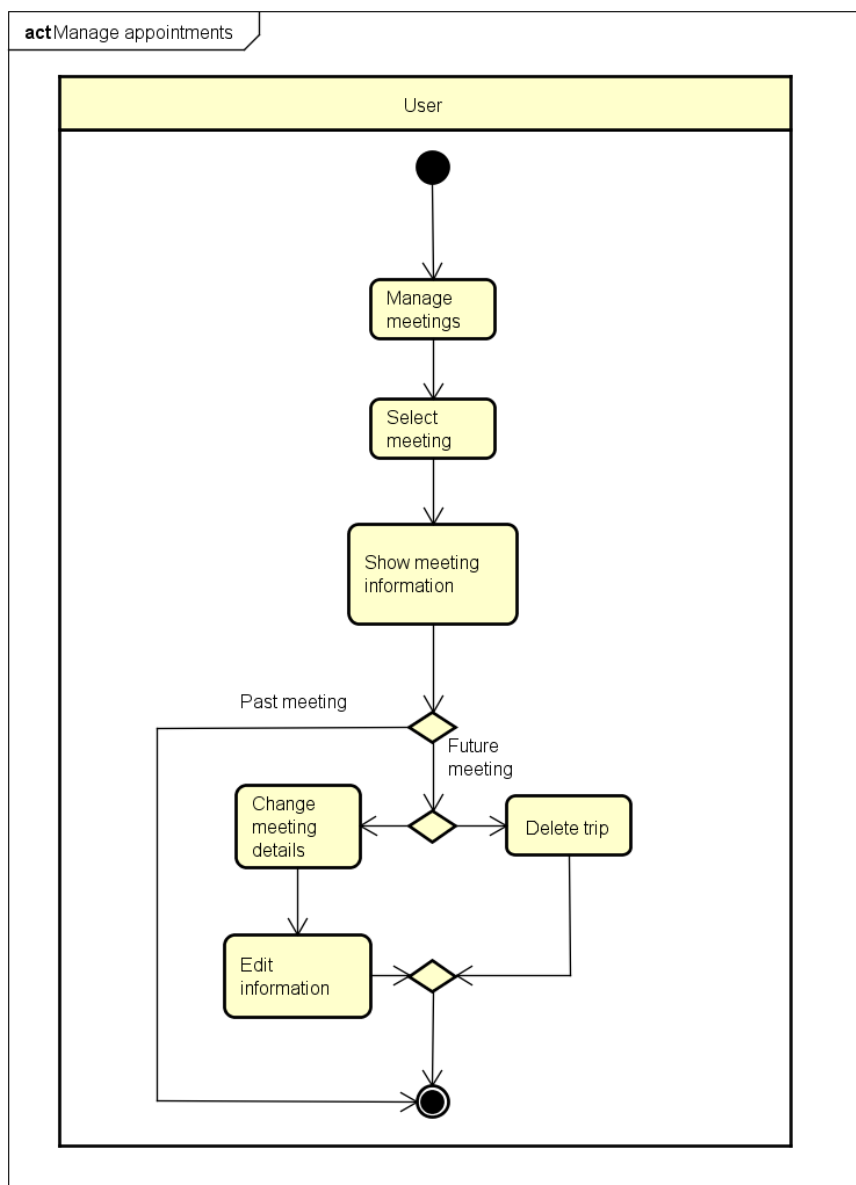 act Manage appointments
User
Manage
meetings
Select
meeting
Show meeting
information
Past meeting
Future
meeting
Change
meeting
details
Delete trip
Edit
information